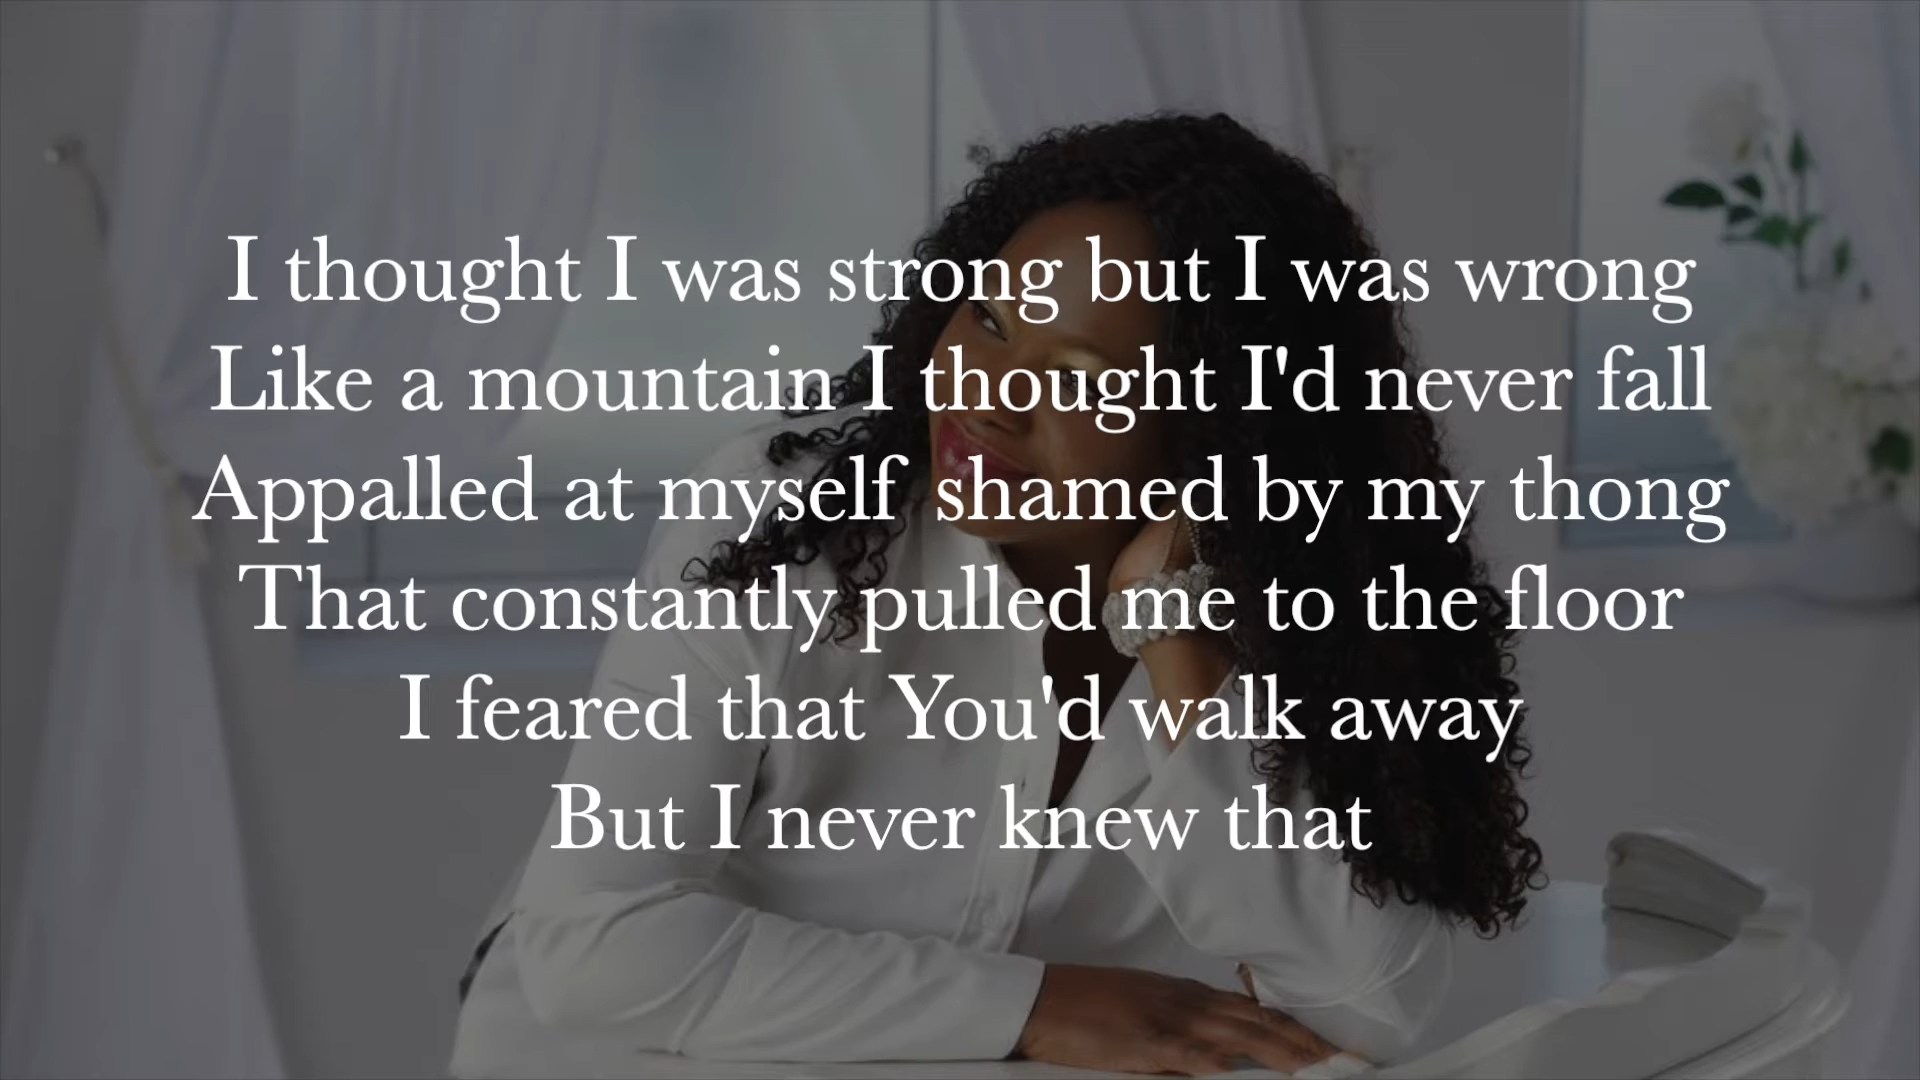 I thought I was strong but I was wrong
Like a mountain I thought I'd never fall
Appalled at myself shamed by my thong
That constantly pulled me to the floor
I feared that You'd walk away
But I never knew that